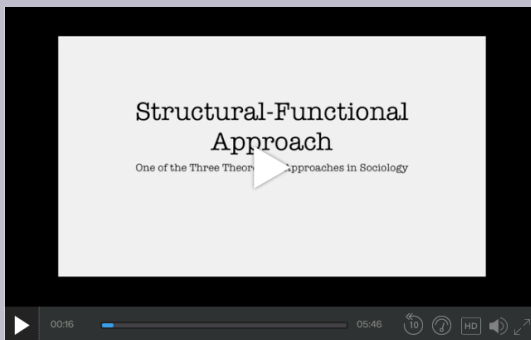 Structural-Functional
Approach
One of the Three Approaches in Sociology
00:16
05:46
10
HD